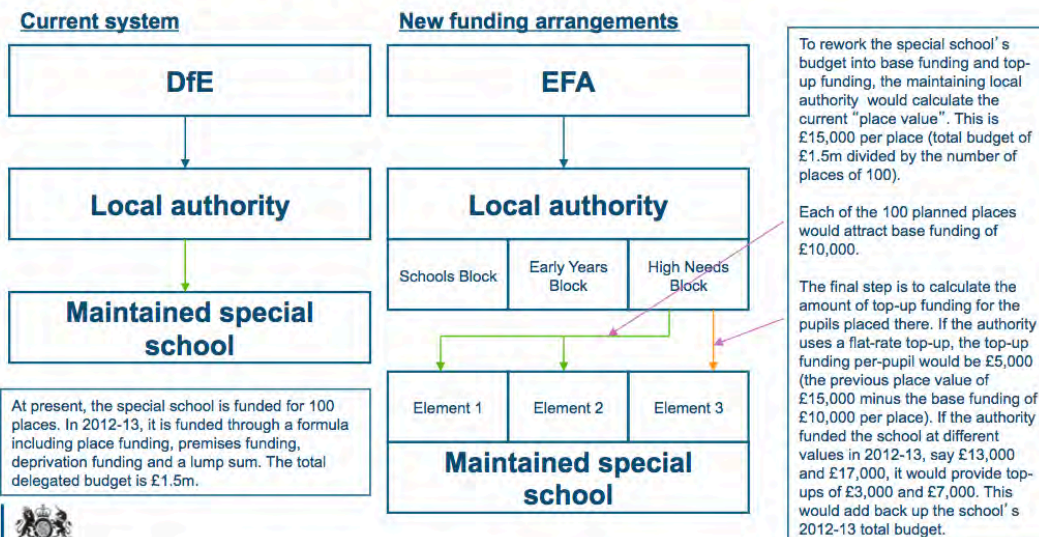 Current system
DfE
Local authority
Maintained special
school
At present, the special school is funded for 100
places. In 2012-13, it is funded through a formula
including place funding, premises funding,
deprivation funding and a lump sum. The total
delegated budget is £1.5m.
New funding arrangements
EFA
Local authority
Schools Block
Early Years
Block
High Needs
Block
Element 1
Element 2
Element 3
Maintained special
school
To rework the special school's
budget into base funding and top-
up funding, the maintaining local
authority would calculate the
current "place value". This is
£15,000 per place (total budget of
£1.5m divided by the number of
places of 100).
Each of the 100 planned places
would attract base funding of
£10,000.
The final step is to calculate the
amount of top-up funding for the
pupils placed there. If the authority
uses a flat-rate top-up, the top-up
funding per-pupil would be £5,000
(the previous place value of
£15,000 minus the base funding of
£10,000 per place). If the authority
funded the school at different
values in 2012-13, say £13,000
and £17,000, it would provide top-
ups of £3,000 and £7,000. This
would add back up the school's
2012-13 total budget.